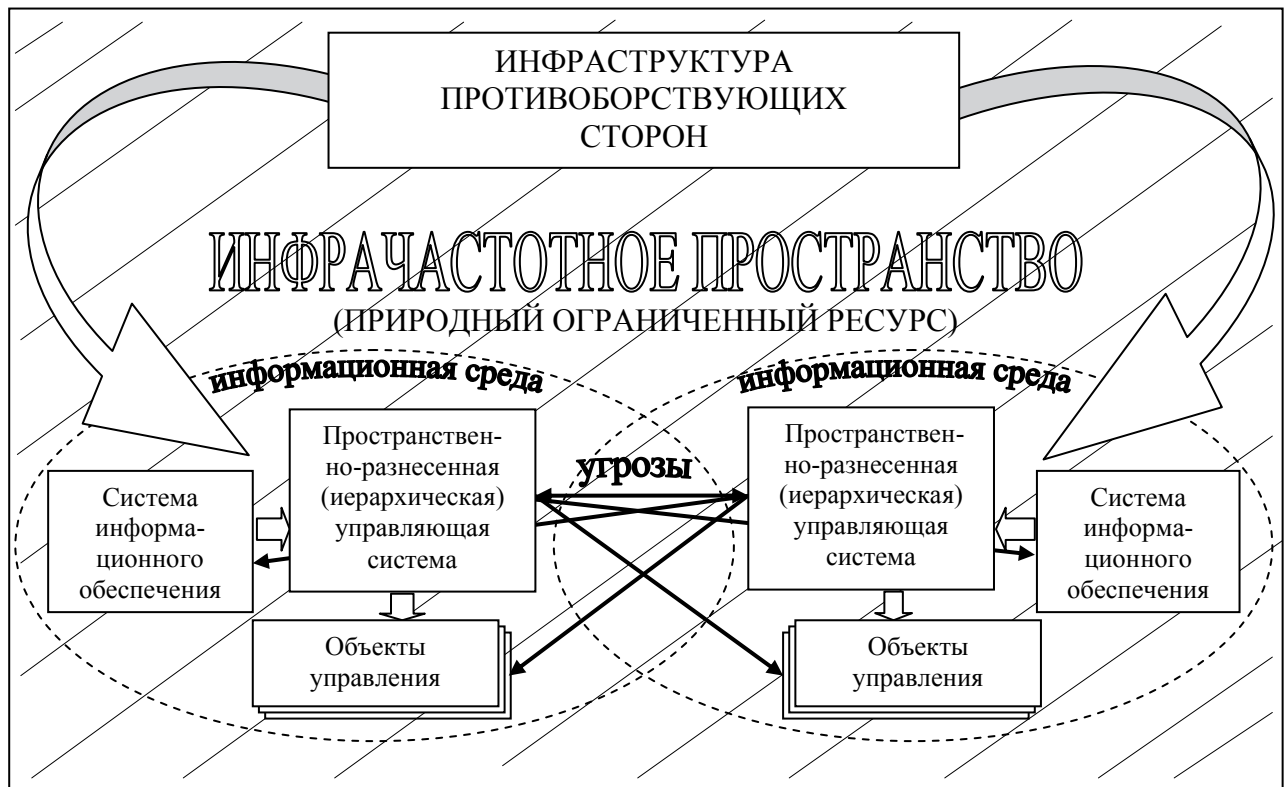 ИНФРАСТРУКТУРА
ПРОТИВОБОРСТВУЮЩИХ
СТОРОН
ИНФРАЧАСТОТНОЕ ПРОСТРАНСТВО
(ПРИРОДНЫЙ ОГРАНИЧЕННЫЙ РЕСУРС)
информационная среда
информационная среда
Пространствен-
но-разнесенная
(иерархическая)
управляющая
система
угрозы
Пространствен-
но-разнесенная
(иерархическая)
управляющая
система
Система
информа-
ционного
обеспечения
Система
информа-
ционного
обеспечения
Объекты
управления
Объекты
управления